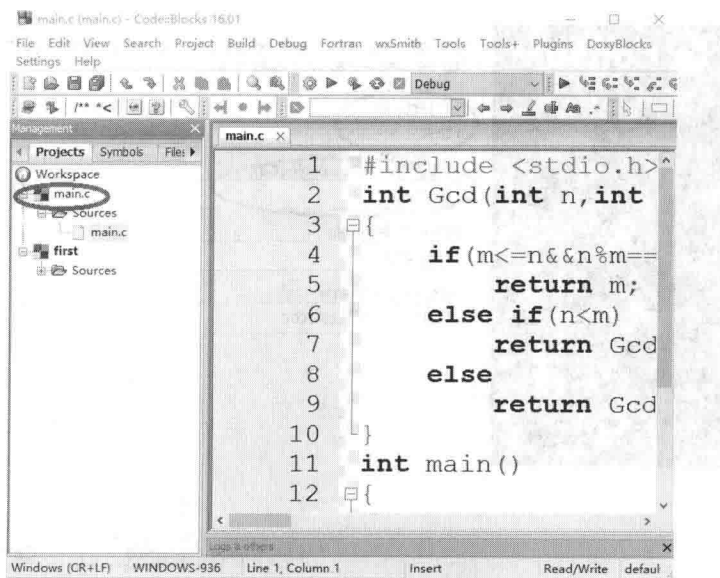 main.c (main.c) - Code::Blocks 16.01
File Edit View Search Project Build Debug Fortran wxSmith Tools Tools+ Plugins DoxyBlocks
Settings Help
Debug
/** *<
Management
main.c
Projects Symbols Files
Workspace
main.c
Sources
main.c
first
Sources
1 #include <stdio.h>
2 int Gcd(int n,int
3 {
4 if(m<=n&&n%m==
5 return m;
6 else if(n<m)
7 return Gcd
8 else
9 return Gcd
10 }
11 int main()
12 {
Logs & others
Windows (CR+LF) WINDOWS-936 Line 1, Column 1 Insert Read/Write defaul